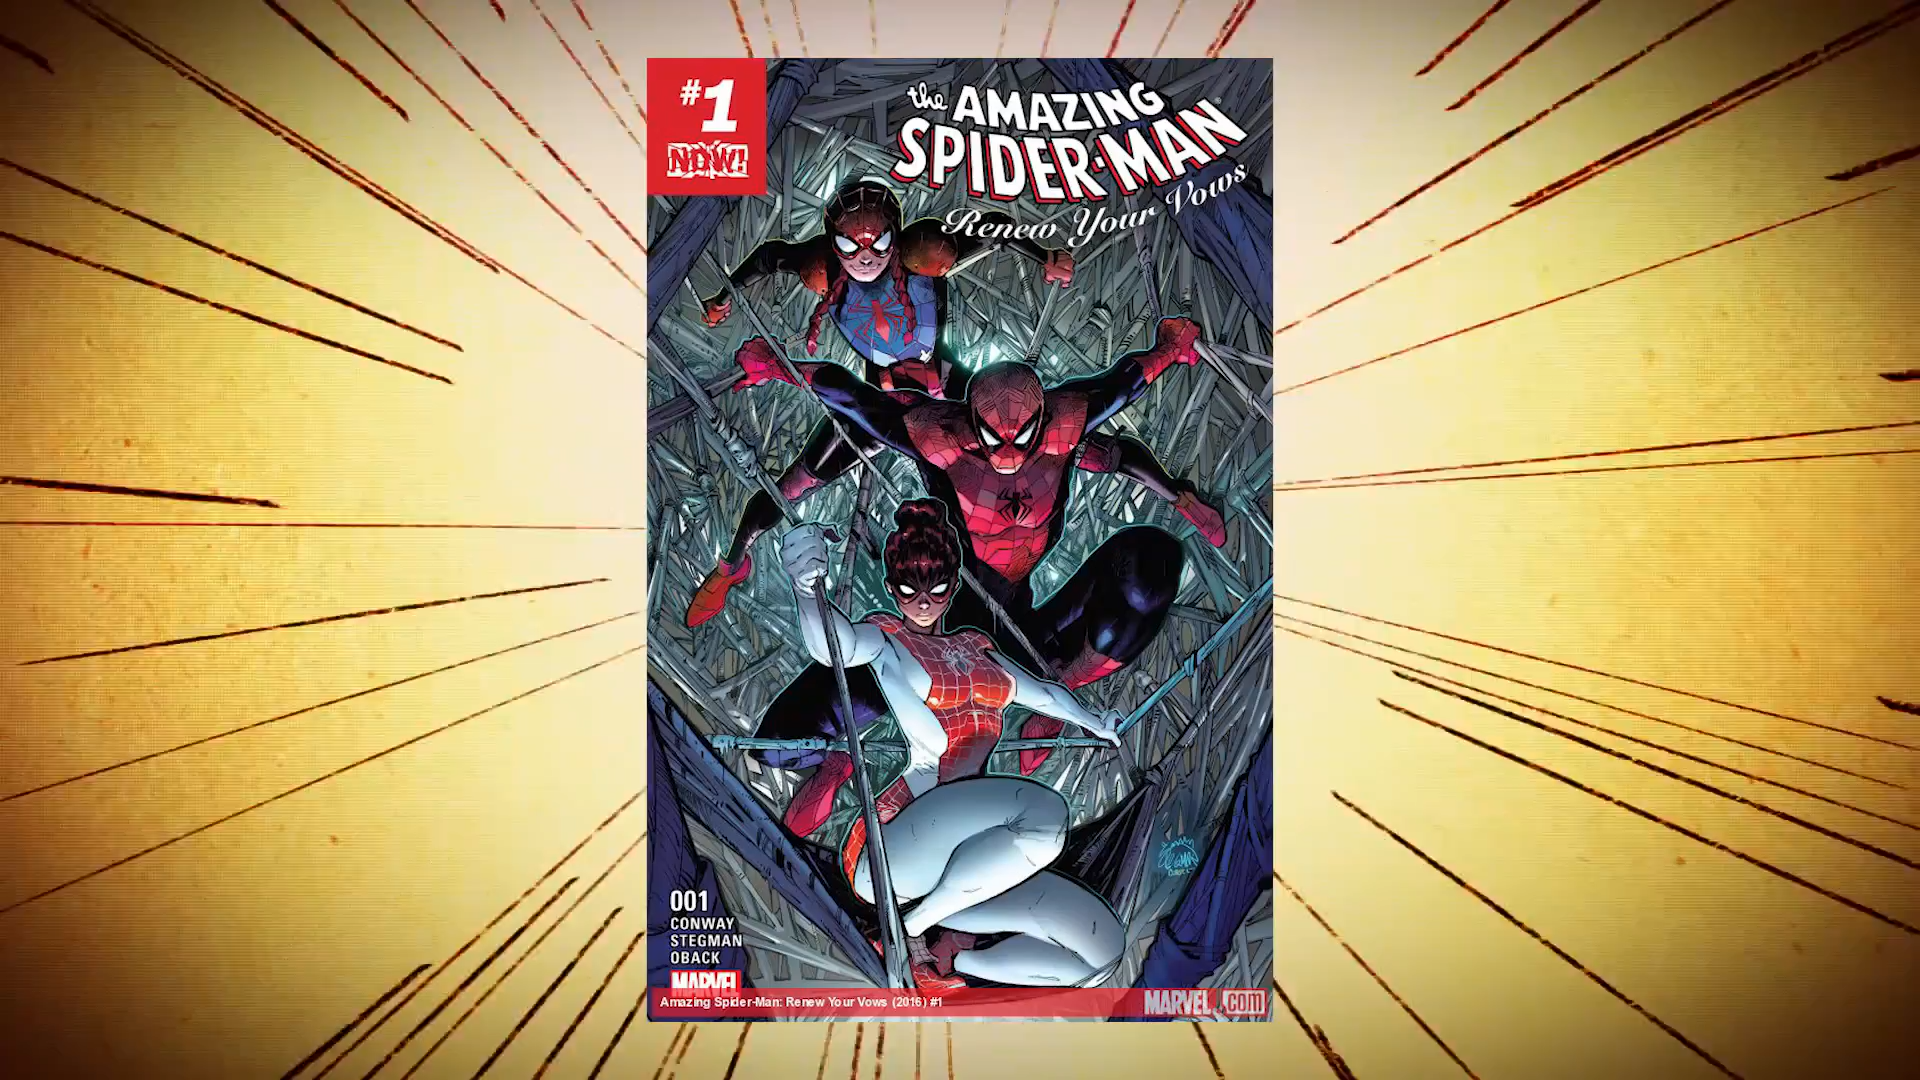 #1
NOW!
the AMAZING
SPIDER-MAN
Renew Your Vows
001
CONWAY
STEGMAN
OBACK
MARVEL
Amazing Spider-Man: Renew Your Vows (2016) #1
MARVEL.com